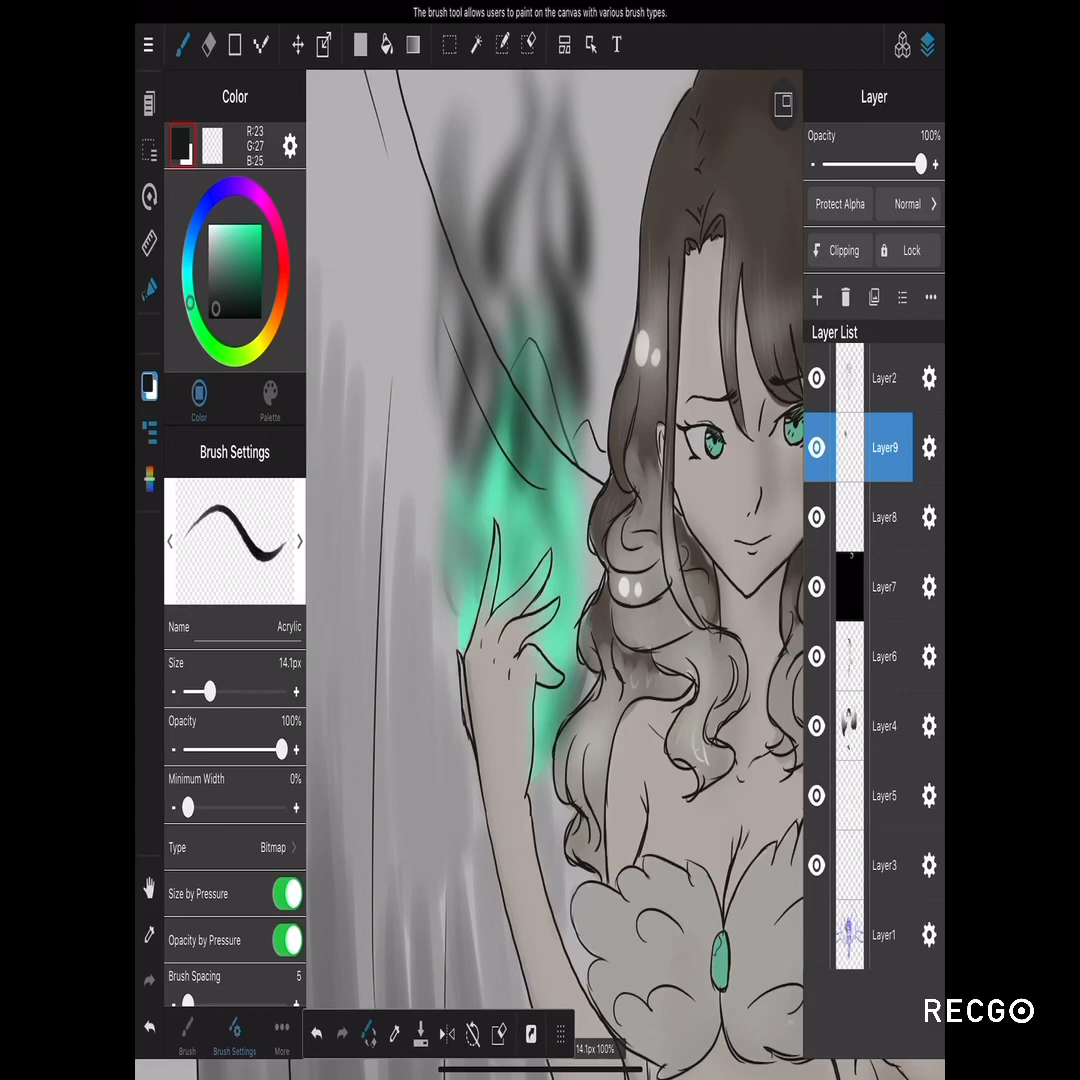 The brush tool allows users to paint on the canvas with various brush types.
T
Color
R:23
G:27
B:25
Color
Palette
Brush Settings
Name
Acrylic
Size
14.1px
Opacity
100%
Minimum Width
0%
Type
Bitmap
Size by Pressure
Opacity by Pressure
Brush Spacing
5
Brush
Brush Settings
More
14.1px 100%
Layer
Opacity
100%
Protect Alpha
Normal
Clipping
Lock
Layer List
Layer2
Layer9
Layer8
Layer7
Layer6
Layer4
Layer5
Layer3
Layer1
RECGO